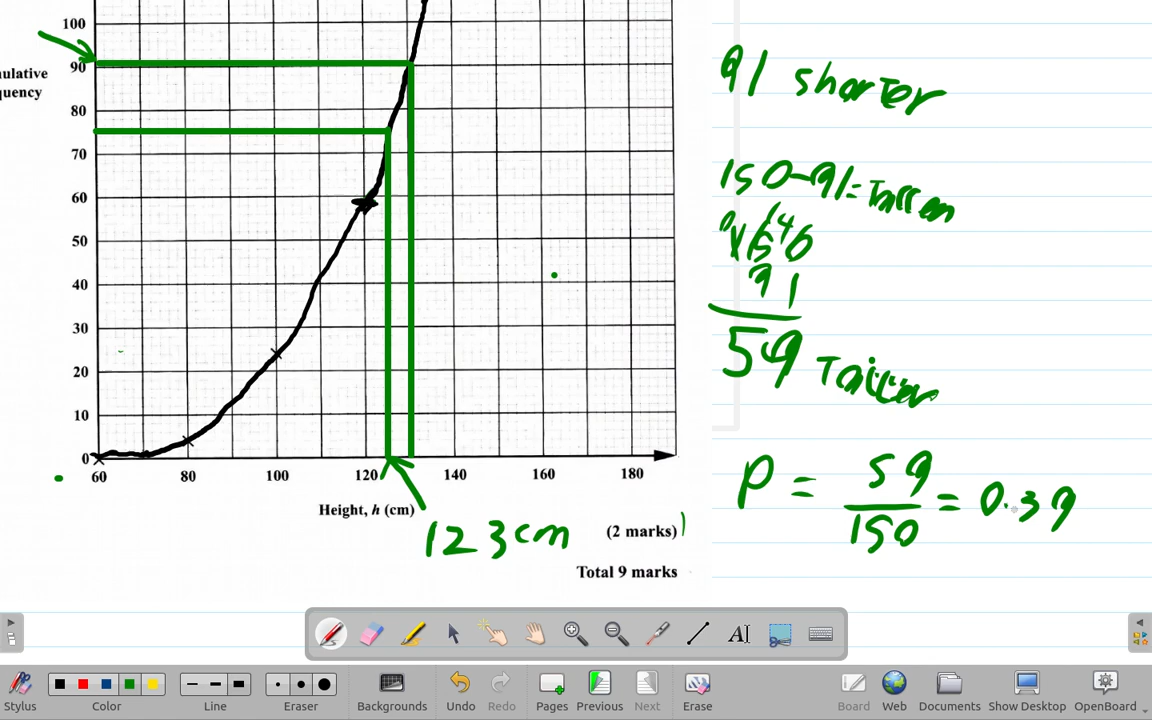 100
90
80
70
60
50
40
30
20
10
0
ulative
quency
60 80 100 120 140 160 180
Height, h (cm)
123cm
(2 marks)
Total 9 marks
91 shorter
150-91=
91
59
P = 59/150 = 0.39
Stylus
Color
Line
Eraser
Backgrounds
Undo
Redo
Pages
Previous
Next
Erase
Board
Web
Documents
Show Desktop
OpenBoard